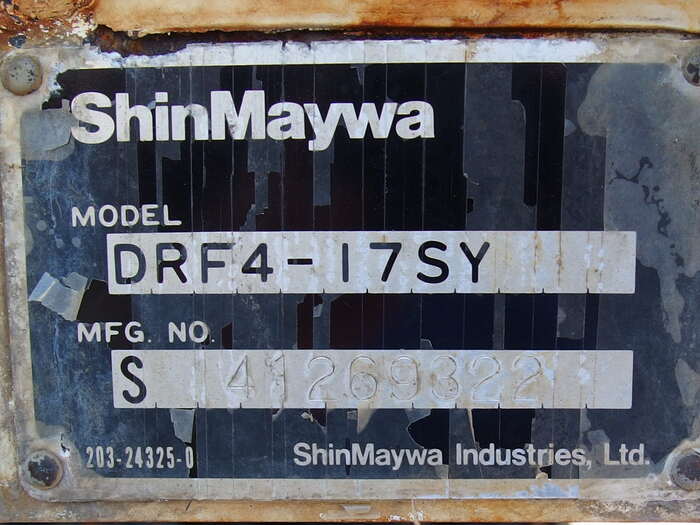 ShinMaywa
MODEL
DRF4-17SY
MFG. NO.
S 41269322
203-24325-0
ShinMaywa Industries, Ltd.